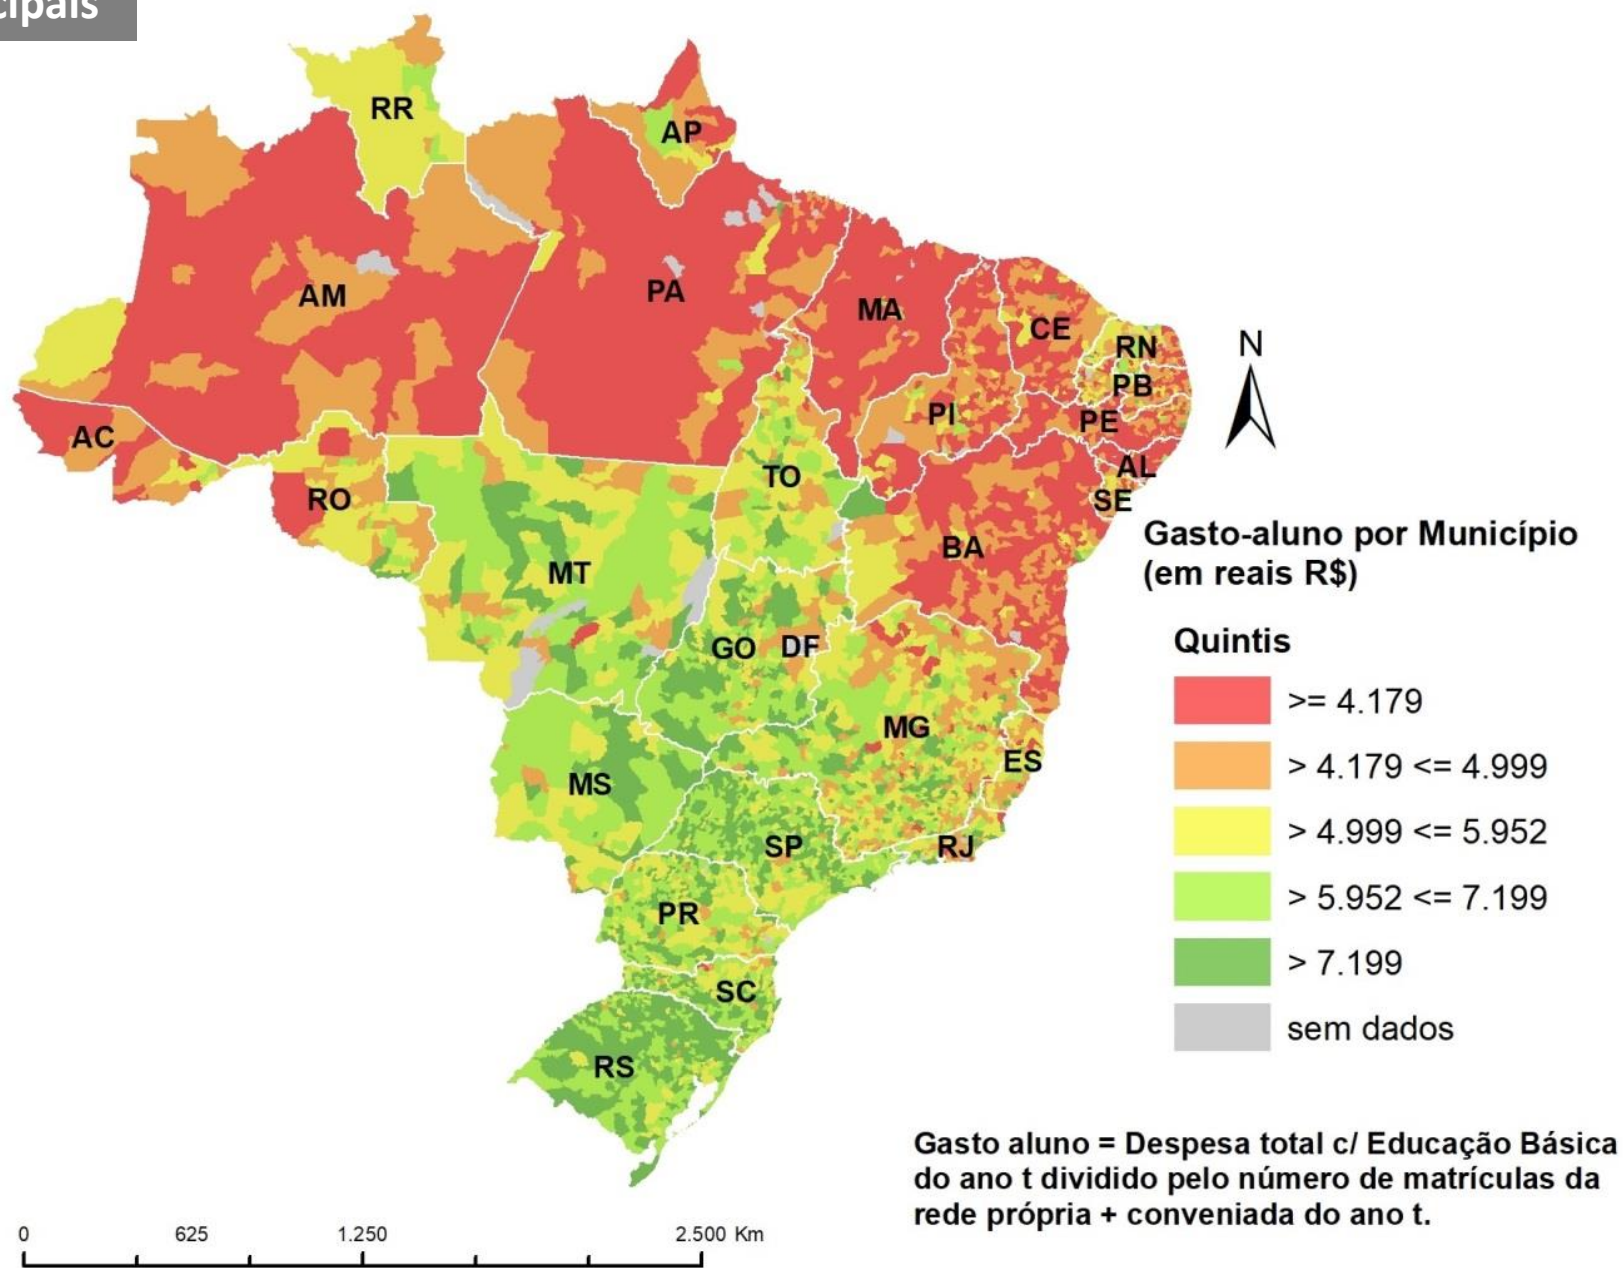 cipais
RR
AP
AM
PA
MA
CE
RN
PB
PI
PE
AC
AL
TO
SE
RO
BA
MT
GO
DF
MG
ES
MS
SP
RJ
PR
SC
RS
N
Gasto-aluno por Município
(em reais R$)
Quintis
>= 4.179
> 4.179 <= 4.999
> 4.999 <= 5.952
> 5.952 <= 7.199
> 7.199
sem dados
Gasto aluno = Despesa total c/ Educação Básica
do ano t dividido pelo número de matrículas da
rede própria + conveniada do ano t.
0 625 1.250 2.500 Km